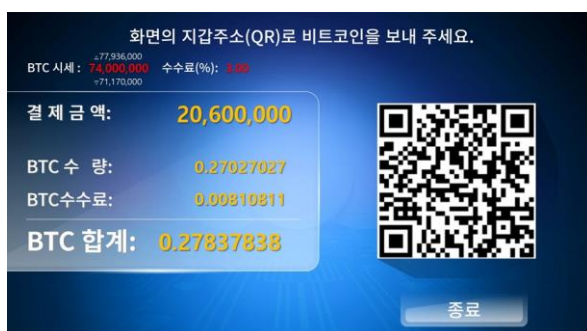 화면의 지갑주소(QR)로 비트코인을 보내 주세요.
▵77,936,000
BTC 시세 : 74,000,000 수수료(%): 3.00
▿71,170,000
결 제 금 액: 20,600,000
BTC 수 량: 0.27027027
BTC수수료: 0.00810811
BTC 합계: 0.27837838
종료